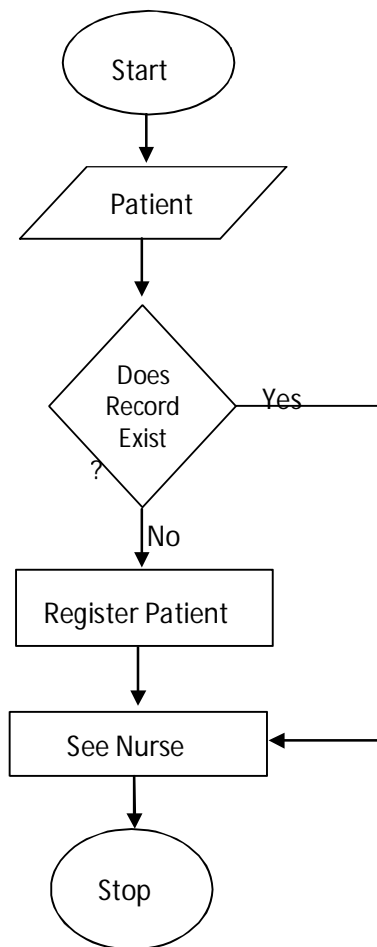 Start
Patient
Does
Record
Exist
?
Yes
No
Register Patient
See Nurse
Stop